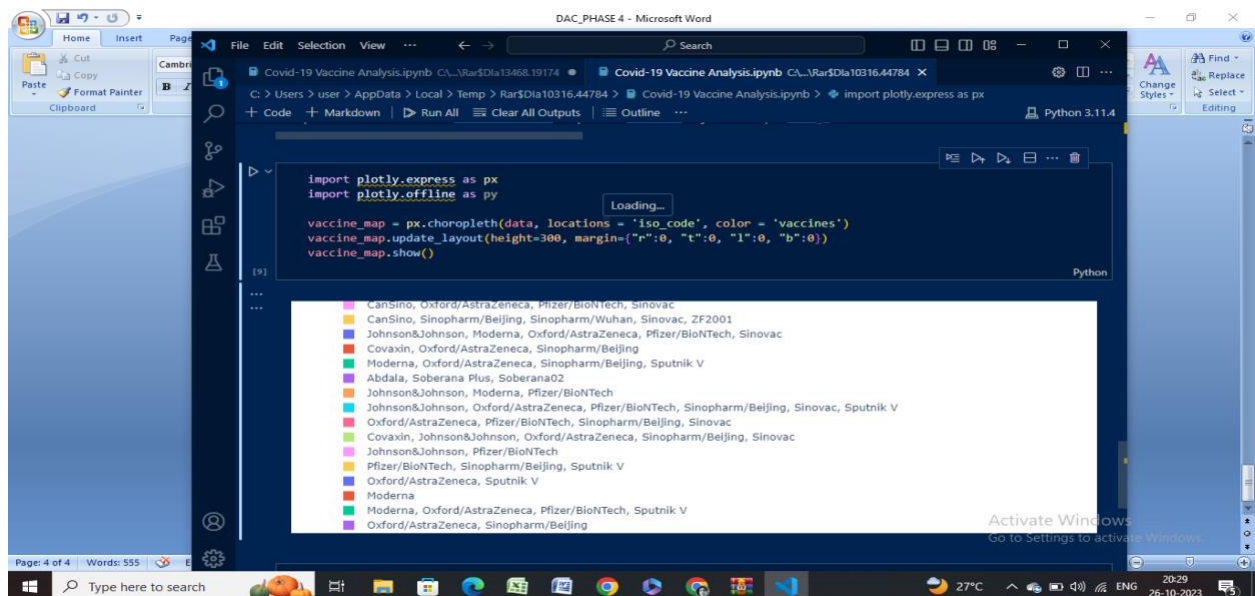 DAC_PHASE 4 - Microsoft Word
Home Insert Page
Cut
Copy
Format Painter
Paste
Clipboard
Cambri
B I
File Edit Selection View ... Search
Covid-19 Vaccine Analysis.ipynb C:\...\Rar$DIa13468.19174 Covid-19 Vaccine Analysis.ipynb C:\...\Rar$DIa10316.44784
C: > Users > user > AppData > Local > Temp > Rar$DIa10316.44784 > Covid-19 Vaccine Analysis.ipynb > import plotly.express as px
+ Code + Markdown Run All Clear All Outputs Outline ... Python 3.11.4
import plotly.express as px
import plotly.offline as py
Loading...
vaccine_map = px.choropleth(data, locations = 'iso_code', color = 'vaccines')
vaccine_map.update_layout(height=300, margin={"r":0, "t":0, "l":0, "b":0})
vaccine_map.show()
[9] Python
CanSino, Oxford/AstraZeneca, Pfizer/BioNTech, Sinovac
CanSino, Sinopharm/Beijing, Sinopharm/Wuhan, Sinovac, ZF2001
Johnson&Johnson, Moderna, Oxford/AstraZeneca, Pfizer/BioNTech, Sinovac
Covaxin, Oxford/AstraZeneca, Sinopharm/Beijing
Moderna, Oxford/AstraZeneca, Sinopharm/Beijing, Sputnik V
Abdala, Soberana Plus, Soberana02
Johnson&Johnson, Moderna, Pfizer/BioNTech
Johnson&Johnson, Oxford/AstraZeneca, Pfizer/BioNTech, Sinopharm/Beijing, Sinovac, Sputnik V
Oxford/AstraZeneca, Pfizer/BioNTech, Sinopharm/Beijing, Sinovac
Covaxin, Johnson&Johnson, Oxford/AstraZeneca, Sinopharm/Beijing, Sinovac
Johnson&Johnson, Pfizer/BioNTech
Pfizer/BioNTech, Sinopharm/Beijing, Sputnik V
Oxford/AstraZeneca, Sputnik V
Moderna
Moderna, Oxford/AstraZeneca, Pfizer/BioNTech, Sputnik V
Oxford/AstraZeneca, Sinopharm/Beijing
Change Styles
Find
Replace
Select
Editing
Activate Windows
Go to Settings to activate Windows.
Page: 4 of 4 Words: 555
Type here to search
27°C ENG 20:29
26-10-2023